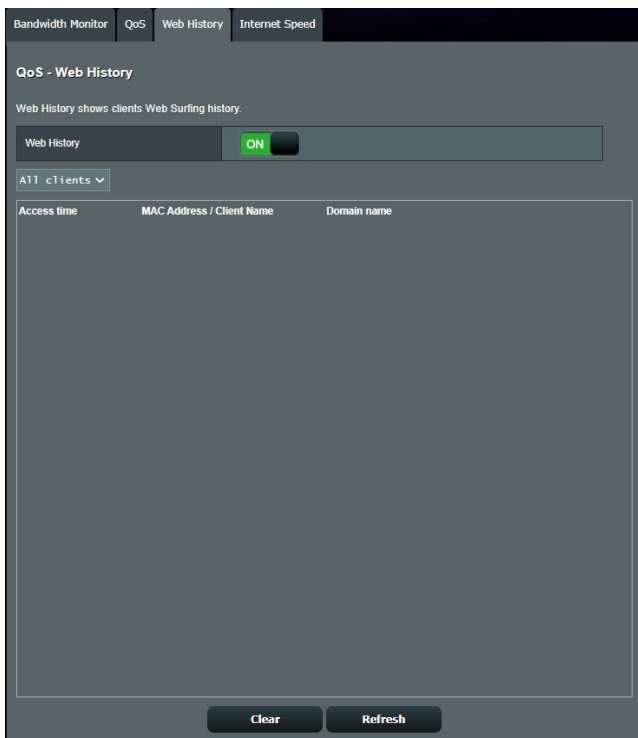 Bandwidth Monitor QoS Web History Internet Speed
QoS - Web History
Web History shows clients Web Surfing history.
Web History ON
All clients
Access time MAC Address / Client Name Domain name
Clear Refresh